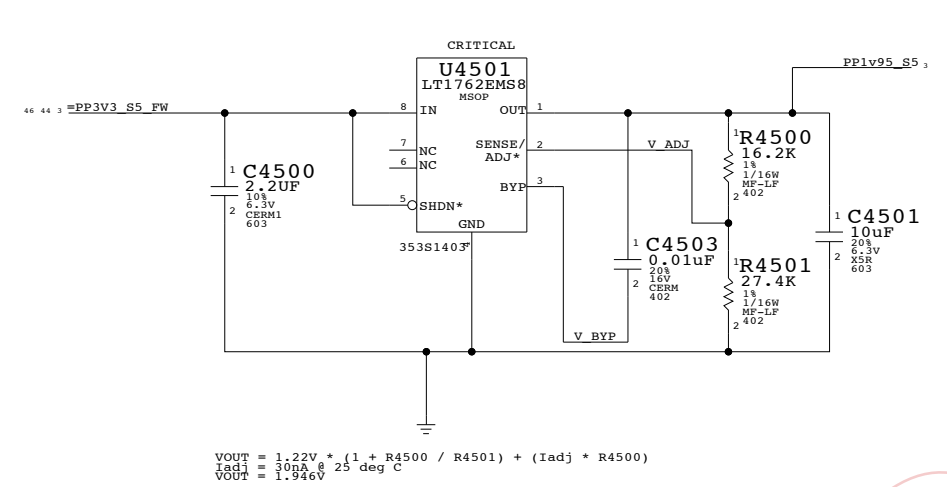 CRITICAL
U4501
LT1762EMS8
MSOP
PP1v95_S5 3
46 44 3 =PP3V3_S5_FW
8 IN
OUT 1
7 NC
6 NC
SENSE/
ADJ*
2
V_ADJ
BYP 3
5 SHDN*
GND
353S1403
4
1 C4500
2.2UF
10%
6.3V
CERM1
603
2
1 R4500
16.2K
1%
1/16W
MF-LF
402
2
1 C4503
0.01uF
20%
16V
CERM
402
2
1 C4501
10uF
20%
6.3V
X5R
603
2
1 R4501
27.4K
1%
1/16W
MF-LF
402
2
V_BYP
VOUT = 1.22V * (1 + R4500 / R4501) + (Iadj * R4500)
Iadj = 30nA @ 25 deg C
VOUT = 1.946V